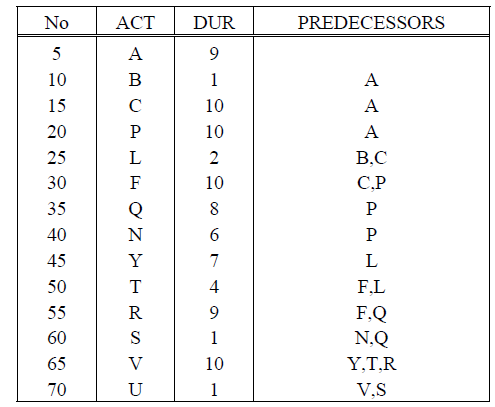 No ACT DUR PREDECESSORS
5 A 9
10 B 1 A
15 C 10 A
20 P 10 A
25 L 2 B,C
30 F 10 C,P
35 Q 8 P
40 N 6 P
45 Y 7 L
50 T 4 F,L
55 R 9 F,Q
60 S 1 N,Q
65 V 10 Y,T,R
70 U 1 V,S